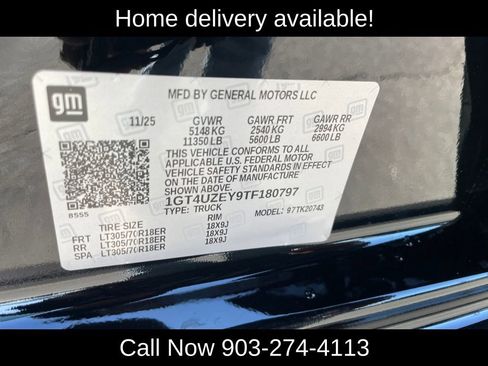 Home delivery available!
gm
MFD BY GENERAL MOTORS LLC
11/25 GVWR GAWR FRT GAWR RR
5148 KG 2540 KG 2994 KG
11350 LB 5600 LB 6600 LB
THIS VEHICLE CONFORMS TO ALL
APPLICABLE U.S. FEDERAL MOTOR
VEHICLE SAFETY STANDARDS IN EFFECT
ON THE DATE OF MANUFACTURE
SHOWN ABOVE.
1GT4UZEY9TF180797
TYPE: TRUCK MODEL: 97TK20743
8555
TIRE SIZE RIM
FRT LT305/70R18ER 18X9J
RR LT305/70R18ER 18X9J
SPA LT305/70R18ER 18X9J
Call Now 903-274-4113